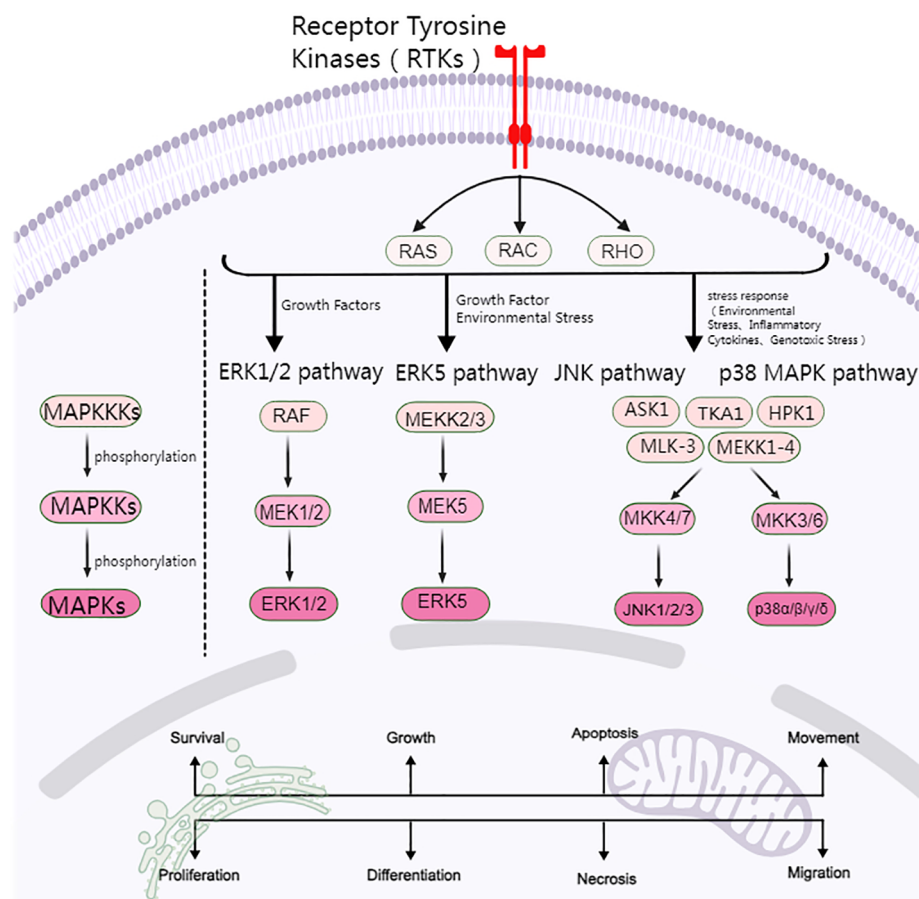 Receptor Tyrosine
Kinases（RTKs）
RAS
RAC
RHO
Growth Factors
Growth Factor
Environmental Stress
stress response
（Environmental
Stress、Inflammatory
Cytokines、Genotoxic Stress）
ERK1/2 pathway
ERK5 pathway
JNK pathway
p38 MAPK pathway
MAPKKKs
phosphorylation
MAPKKs
phosphorylation
MAPKs
RAF
MEK1/2
ERK1/2
MEKK2/3
MEK5
ERK5
ASK1
TKA1
HPK1
MLK-3
MEKK1-4
MKK4/7
MKK3/6
JNK1/2/3
p38α/β/γ/δ
Survival
Growth
Apoptosis
Movement
Proliferation
Differentiation
Necrosis
Migration